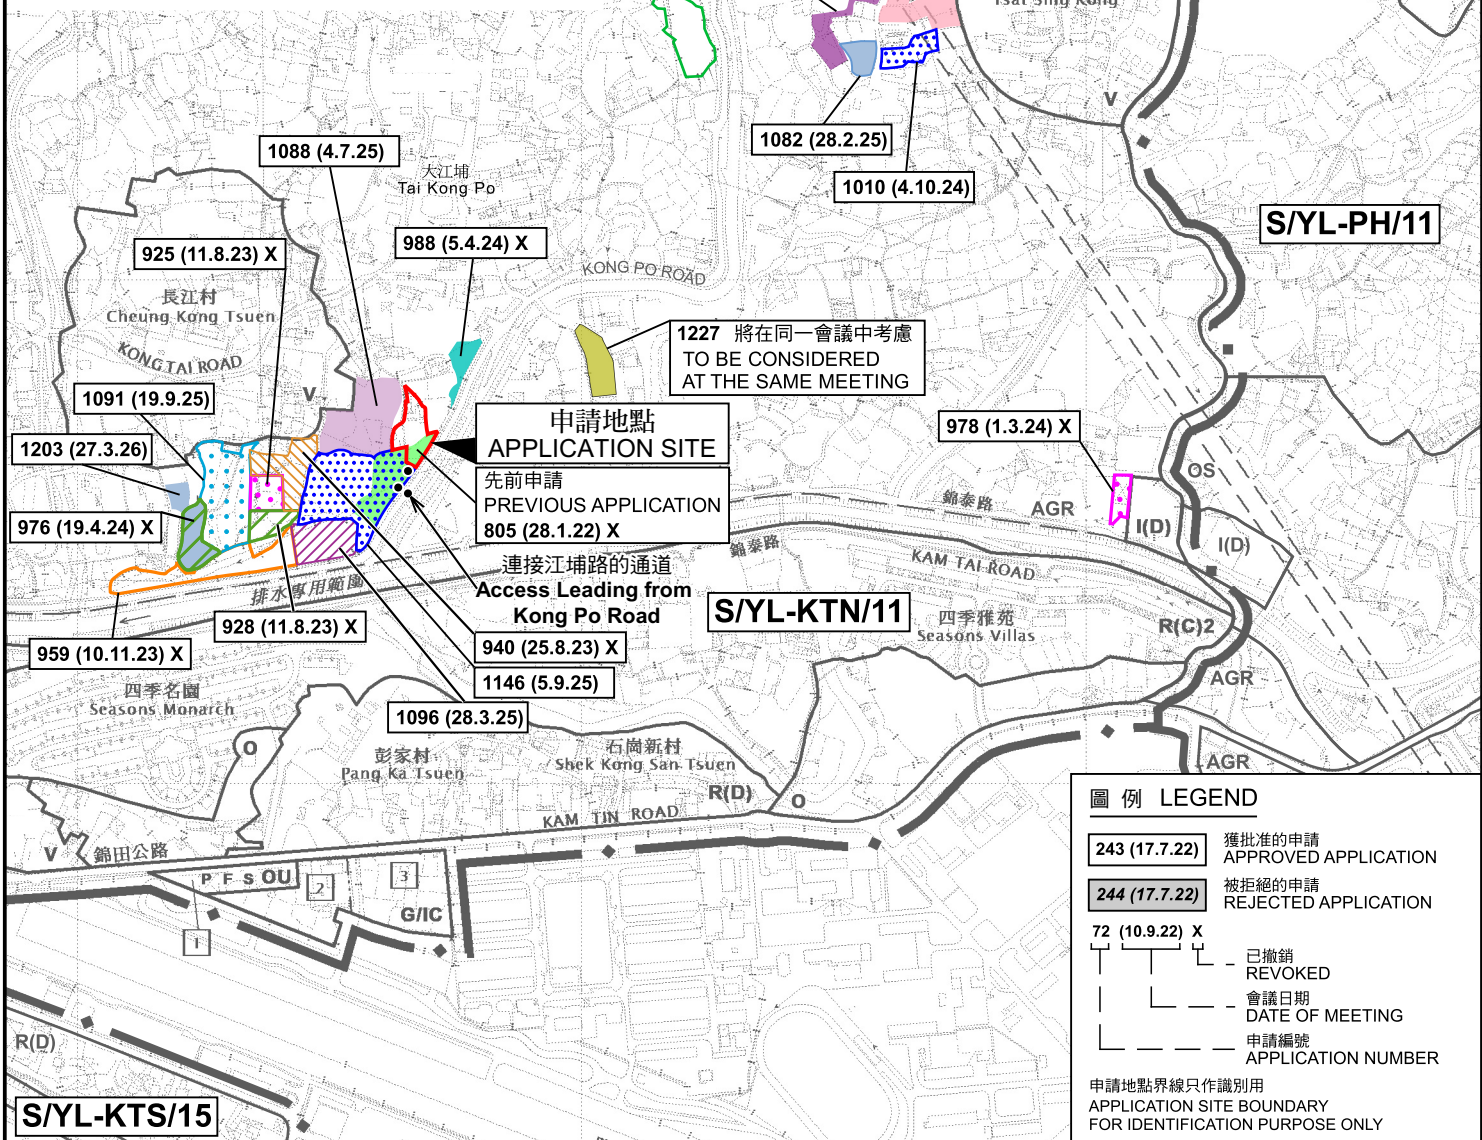 Tsat Sing Kong
V
1082 (28.2.25)
1010 (4.10.24)
1088 (4.7.25)
大江埔
Tai Kong Po
S/YL-PH/11
925 (11.8.23) X
988 (5.4.24) X
KONG PO ROAD
長江村
Cheung Kong Tsuen
KONG TAI ROAD
1227 將在同一會議中考慮
TO BE CONSIDERED
AT THE SAME MEETING
V
1091 (19.9.25)
申請地點
APPLICATION SITE
978 (1.3.24) X
1203 (27.3.26)
先前申請
PREVIOUS APPLICATION
805 (28.1.22) X
OS
錦泰路
AGR
976 (19.4.24) X
I(D)
I(D)
錦泰路
KAM TAI ROAD
連接江埔路的通道
Access Leading from
Kong Po Road
排水專用範圍
S/YL-KTN/11
四季雅苑
Seasons Villas
R(C)2
928 (11.8.23) X
959 (10.11.23) X
940 (25.8.23) X
1146 (5.9.25)
AGR
四季名園
Seasons Monarch
1096 (28.3.25)
O
彭家村
Pang Ka Tsuen
石崗新村
Shek Kong San Tsuen
AGR
R(D)
O
KAM TIN ROAD
V
錦田公路
P F S OU
2
3
G/IC
1
R(D)
S/YL-KTS/15
圖 例 LEGEND
243 (17.7.22)
獲批准的申請
APPROVED APPLICATION
244 (17.7.22)
被拒絕的申請
REJECTED APPLICATION
72 (10.9.22) X
已撤銷
REVOKED
會議日期
DATE OF MEETING
申請編號
APPLICATION NUMBER
申請地點界線只作識別用
APPLICATION SITE BOUNDARY
FOR IDENTIFICATION PURPOSE ONLY